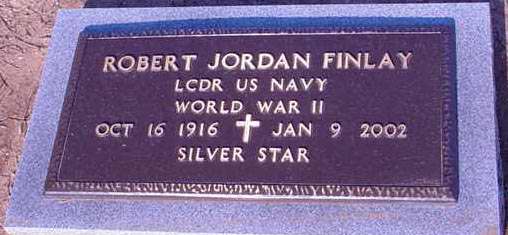 ROBERT JORDAN FINLAY
LCDR US NAVY
WORLD WAR II
OCT 16 1916 ✝ JAN 9 2002
SILVER STAR